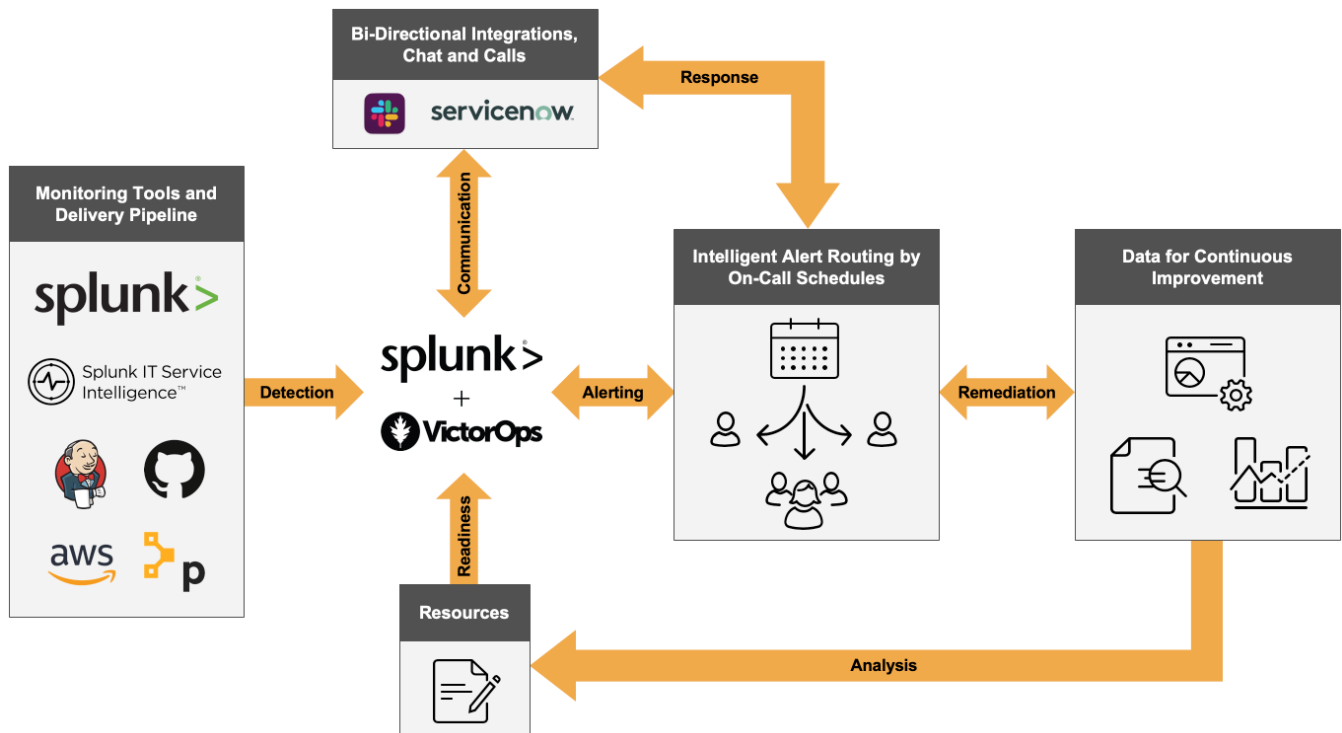 Bi-Directional Integrations,
Chat and Calls
servicenow
Response
Monitoring Tools and
Delivery Pipeline
splunk>
Splunk IT Service
Intelligence™
aws
p
Detection
Communication
splunk>
+
VictorOps
Alerting
Intelligent Alert Routing by
On-Call Schedules
Remediation
Data for Continuous
Improvement
Readiness
Resources
Analysis